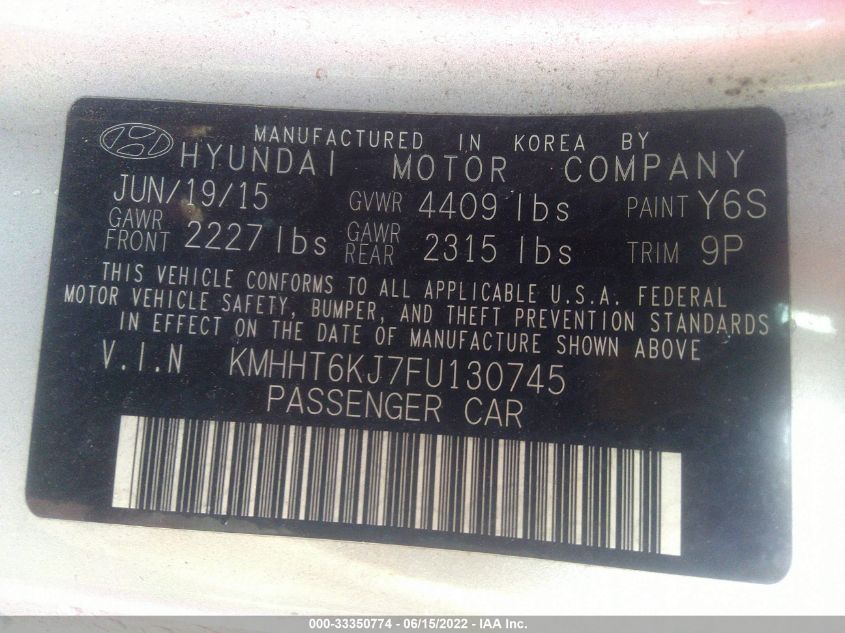 MANUFACTURED IN KOREA BY
HYUNDAI MOTOR COMPANY
JUN/19/15 GVWR 4409 lbs PAINT Y6S
GAWR FRONT 2227 lbs GAWR REAR 2315 lbs TRIM 9P
THIS VEHICLE CONFORMS TO ALL APPLICABLE U.S.A. FEDERAL
MOTOR VEHICLE SAFETY, BUMPER, AND THEFT PREVENTION STANDARDS
IN EFFECT ON THE DATE OF MANUFACTURE SHOWN ABOVE.
V.I.N KMHHT6KJ7FU130745
PASSENGER CAR
000-33350774 - 06/15/2022 - IAA Inc.